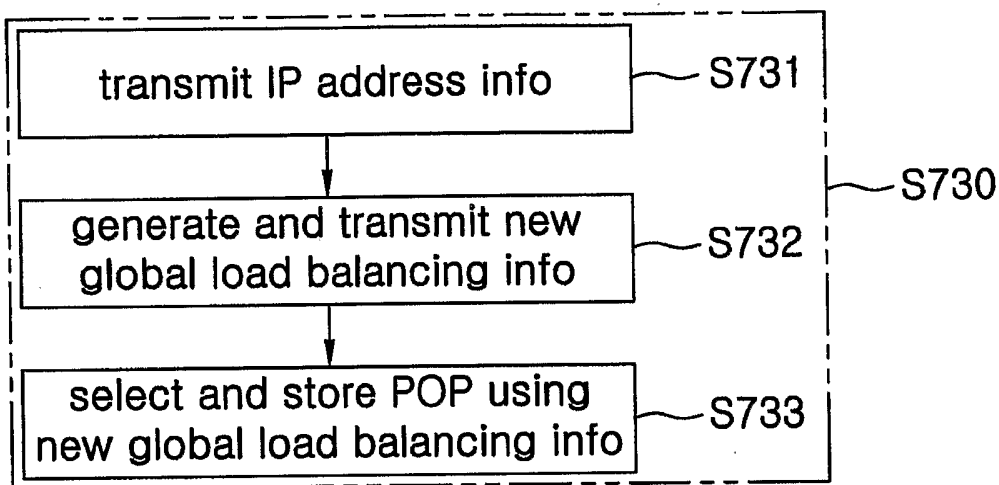 transmit IP address info
S731
S730
generate and transmit new
global load balancing info
S732
select and store POP using
new global load balancing info
S733